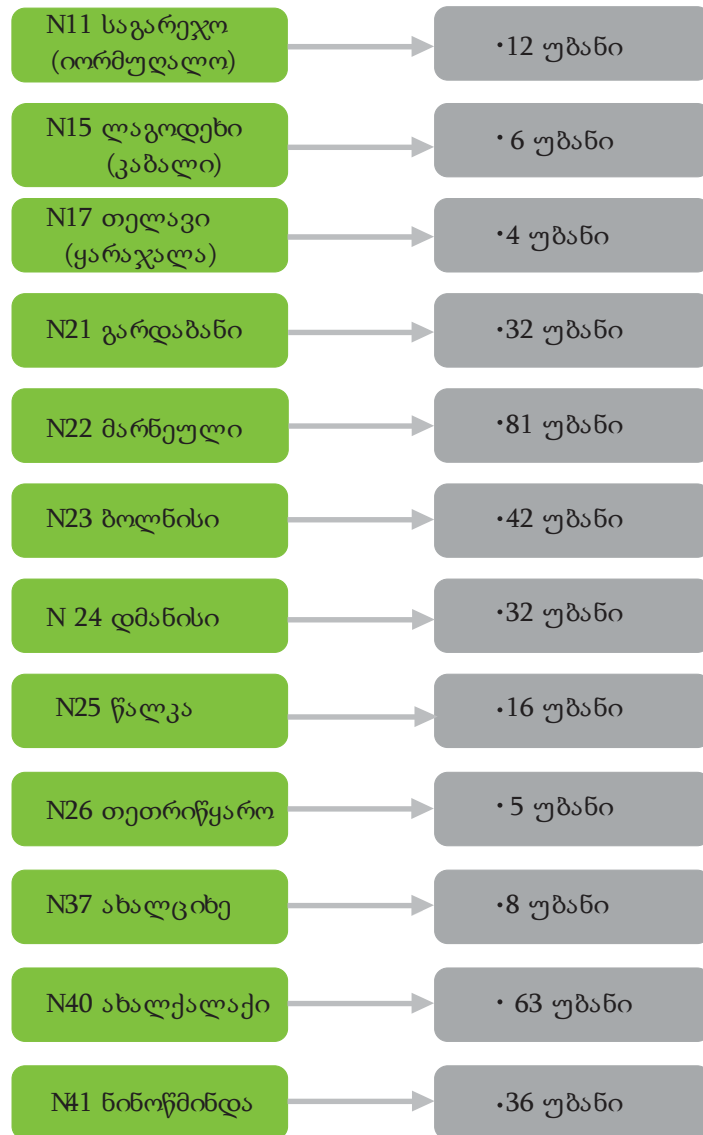 N11 საგარეჯო
(იორმუღალო)
•12 უბანი
N15 ლაგოდეხი
(კაბალი)
• 6 უბანი
N17 თელავი
(ყარაჯალა)
•4 უბანი
N21 გარდაბანი
•32 უბანი
N22 მარნეული
•81 უბანი
N23 ბოლნისი
•42 უბანი
N 24 დმანისი
•32 უბანი
N25 წალკა
•16 უბანი
N26 თეთრიწყარო
• 5 უბანი
N37 ახალციხე
•8 უბანი
N40 ახალქალაქი
• 63 უბანი
N41 ნინოწმინდა
•36 უბანი